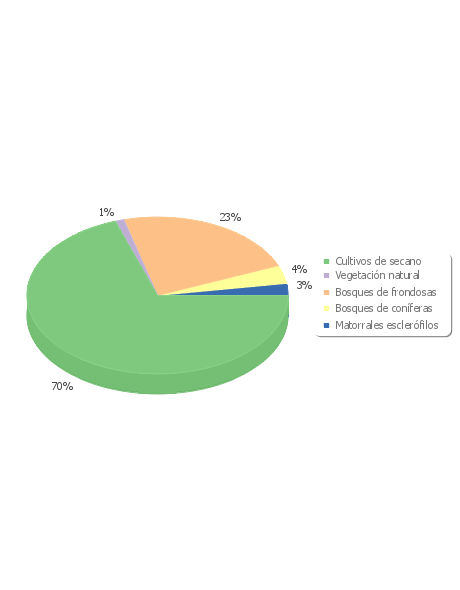 1%
23%
4%
3%
70%
Cultivos de secano
Vegetación natural
Bosques de frondosas
Bosques de coníferas
Matorrales esclerófilos